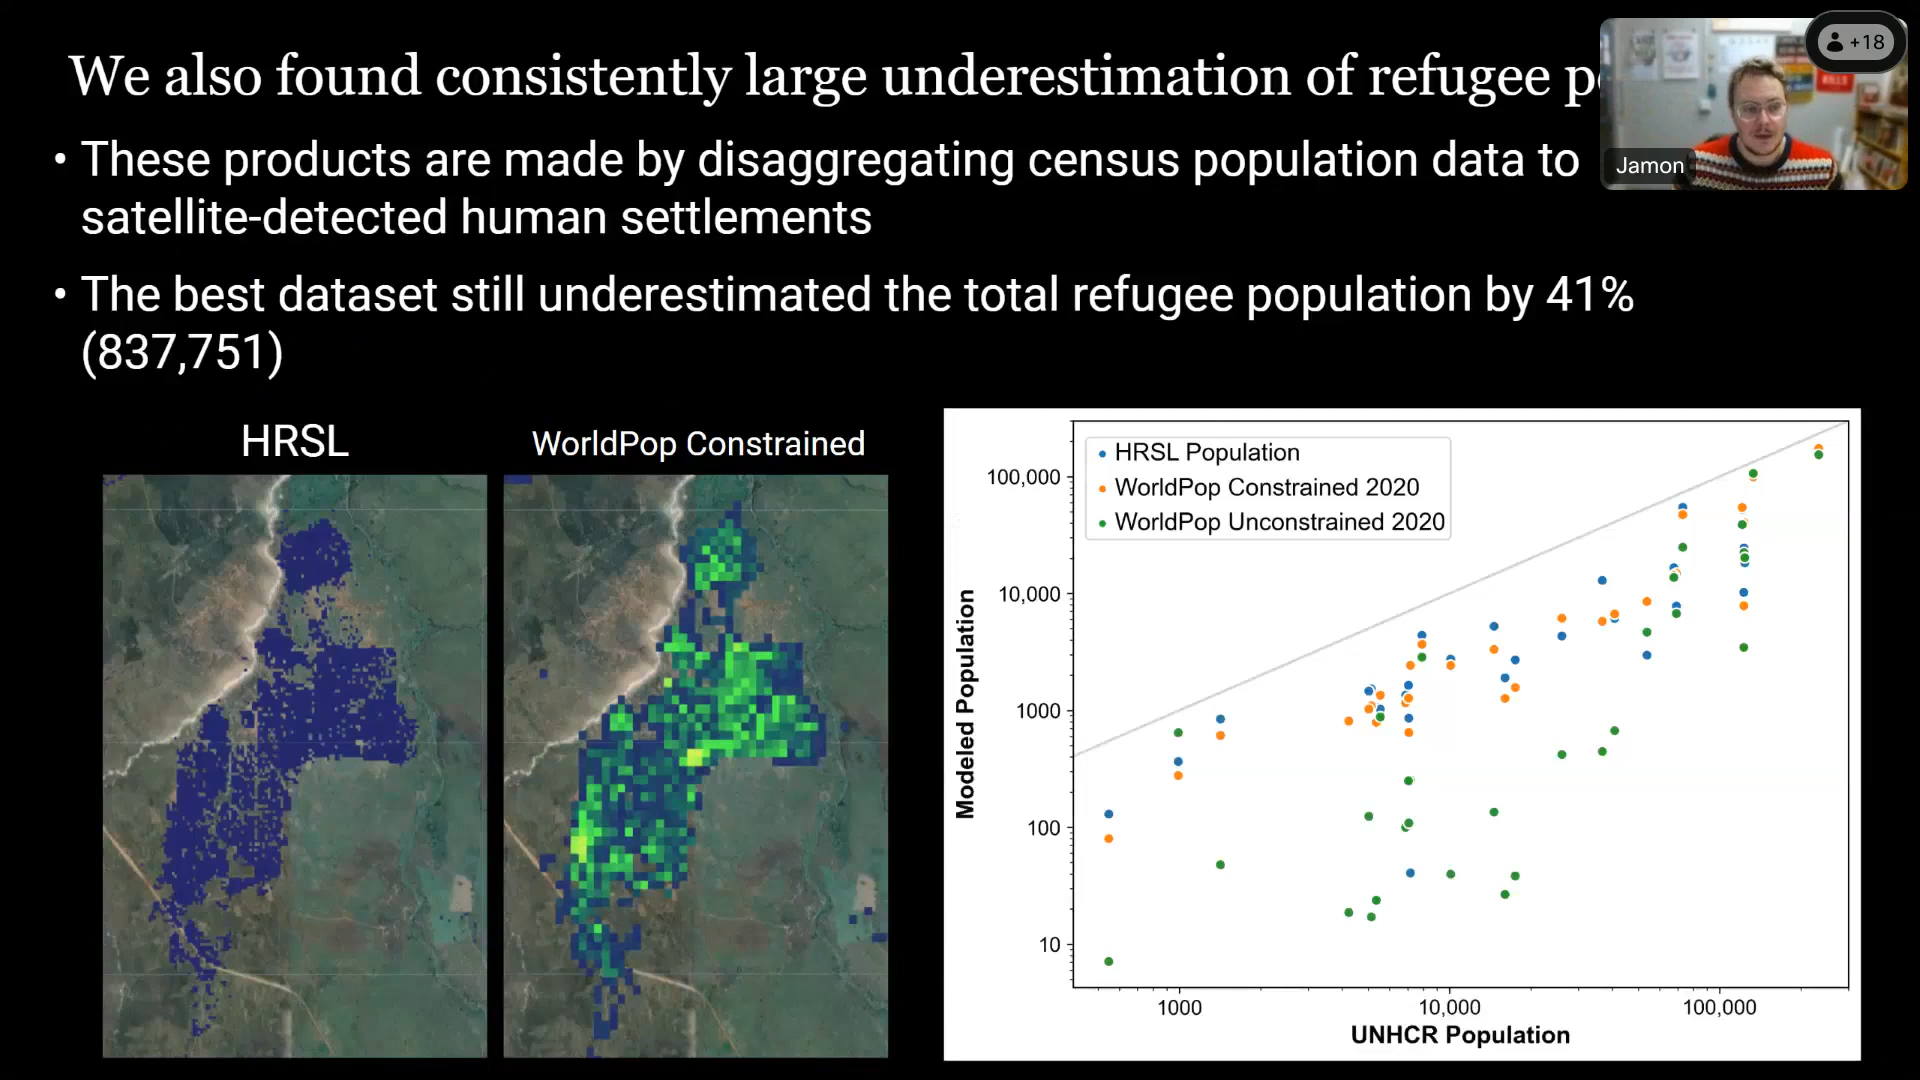 We also found consistently large underestimation of refugee
+18
Jamon
• These products are made by disaggregating census population data to
satellite-detected human settlements
• The best dataset still underestimated the total refugee population by 41%
(837,751)
HRSL
WorldPop Constrained
HRSL Population
WorldPop Constrained 2020
WorldPop Unconstrained 2020
Modeled Population
100,000
10,000
1000
100
10
1000
10,000
100,000
UNHCR Population